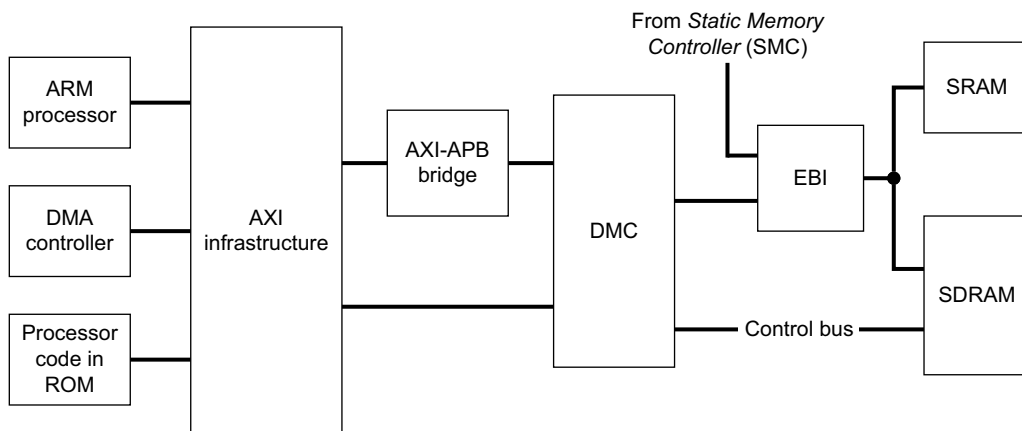 From Static Memory
Controller (SMC)
ARM
processor
DMA
controller
Processor
code in
ROM
AXI
infrastructure
AXI-APB
bridge
DMC
EBI
SRAM
SDRAM
Control bus